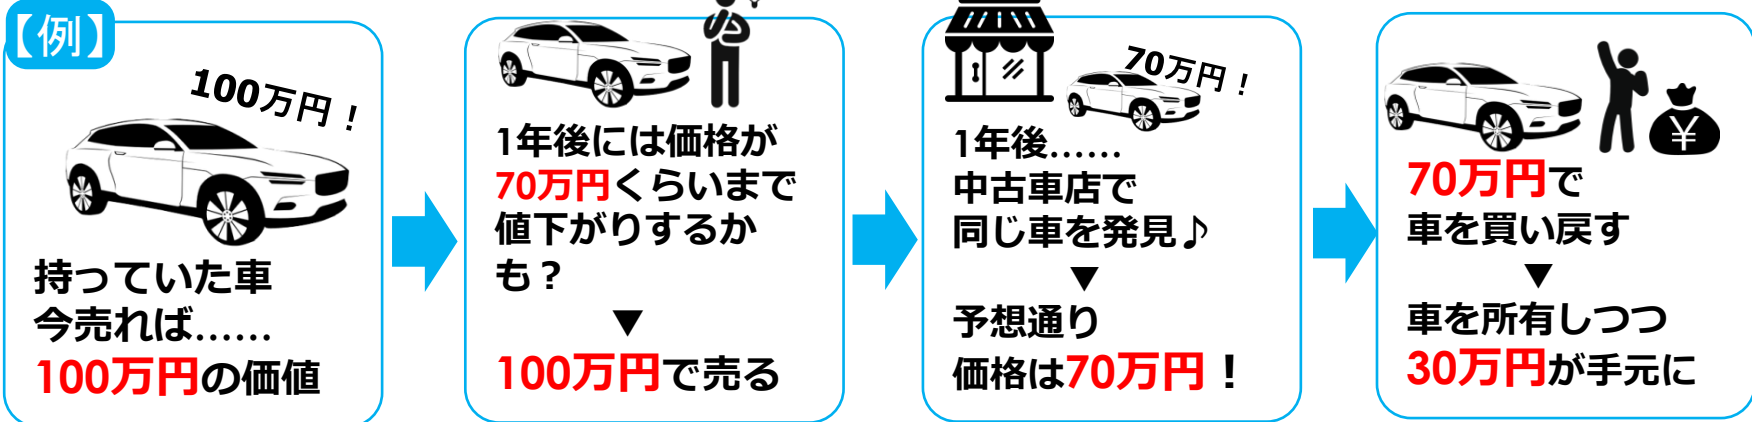 【例】
100万円！
持っていた車
今売れば……
100万円の価値
1年後には価格が
70万円くらいまで
値下がりするか
も？
▼
100万円で売る
70万円！
1年後……
中古車店で
同じ車を発見♪
▼
予想通り
価格は70万円！
¥
70万円で
車を買い戻す
▼
車を所有しつつ
30万円が手元に